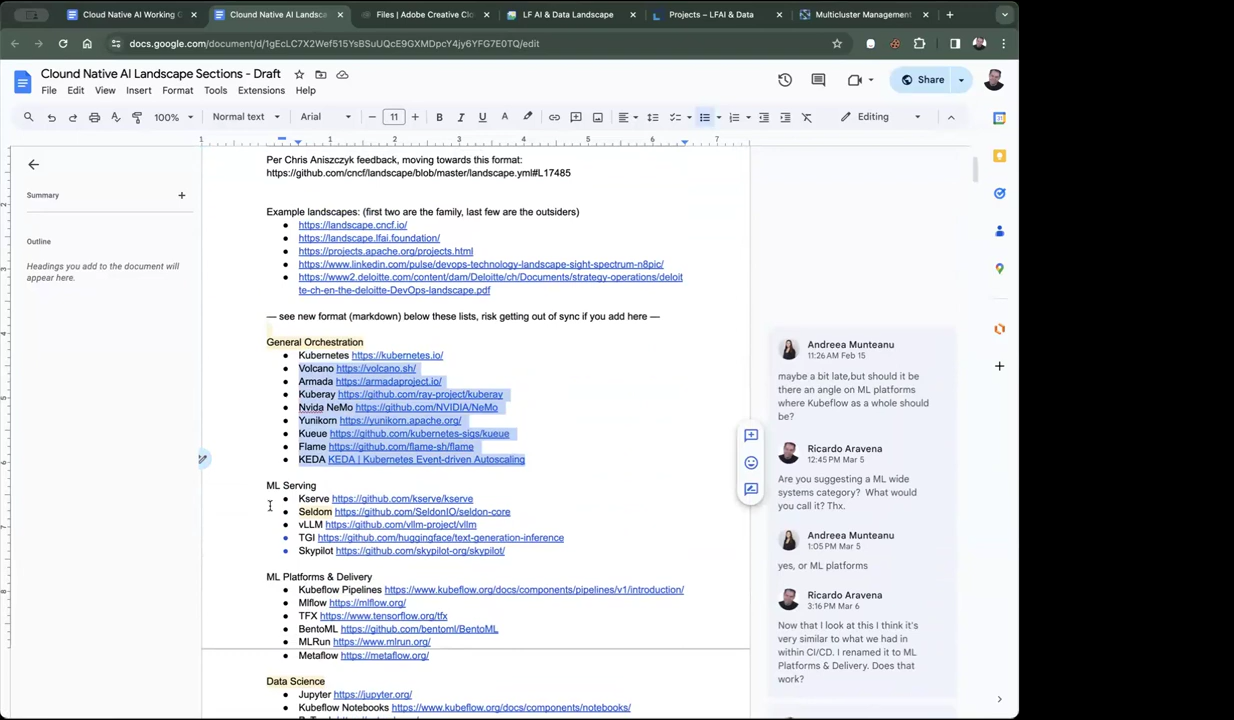 Cloud Native AI Working G
Clound Native AI Landsca
Files | Adobe Creative Clo
LF AI & Data Landscape
Projects – LFAI & Data
Multicluster Management
docs.google.com/document/d/1gEcLC7X2Wef515YsBSuUQcE9GXMDpcY4jy6YFG7E0TQ/edit
Clound Native AI Landscape Sections - Draft
File Edit View Insert Format Tools Extensions Help
Share
100% Normal text Arial 11 Editing
1 1 2 3 4 5 6 7
Summary
Outline
Headings you add to the document will
appear here.
Per Chris Aniszczyk feedback, moving towards this format:
https://github.com/cncf/landscape/blob/master/landscape.yml#L17485
Example landscapes: (first two are the family, last few are the outsiders)
https://landscape.cncf.io/
https://landscape.lfai.foundation/
https://projects.apache.org/projects.html
https://www.linkedin.com/pulse/devops-technology-landscape-sight-spectrum-n8pic/
https://www2.deloitte.com/content/dam/Deloitte/ch/Documents/strategy-operations/deloit
te-ch-en-the-deloitte-DevOps-landscape.pdf
— see new format (markdown) below these lists, risk getting out of sync if you add here —
General Orchestration
Kubernetes https://kubernetes.io/
Volcano https://volcano.sh/
Armada https://armadaproject.io/
Kuberay https://github.com/ray-project/kuberay
Nvida NeMo https://github.com/NVIDIA/NeMo
Yunikorn https://yunikorn.apache.org/
Kueue https://github.com/kubernetes-sigs/kueue
Flame https://github.com/flame-sh/flame
KEDA KEDA | Kubernetes Event-driven Autoscaling
ML Serving
Kserve https://github.com/kserve/kserve
Seldom https://github.com/SeldonIO/seldon-core
vLLM https://github.com/vllm-project/vllm
TGI https://github.com/huggingface/text-generation-inference
Skypilot https://github.com/skypilot-org/skypilot/
ML Platforms & Delivery
Kubeflow Pipelines https://www.kubeflow.org/docs/components/pipelines/v1/introduction/
Mlflow https://mlflow.org/
TFX https://www.tensorflow.org/tfx
BentoML https://github.com/bentoml/BentoML
MLRun https://www.mlrun.org/
Metaflow https://metaflow.org/
Data Science
Jupyter https://jupyter.org/
Kubeflow Notebooks https://www.kubeflow.org/docs/components/notebooks/
Andreea Munteanu
11:26 AM Feb 15
maybe a bit late,but should it be
there an angle on ML platforms
where Kubeflow as a whole should
be?
Ricardo Aravena
12:45 PM Mar 5
Are you suggesting a ML wide
systems category? What would
you call it? Thx.
Andreea Munteanu
1:05 PM Mar 5
yes, or ML platforms
Ricardo Aravena
3:16 PM Mar 6
Now that I look at this I think it's
very similar to what we had in
within CI/CD. I renamed it to ML
Platforms & Delivery. Does that
work?